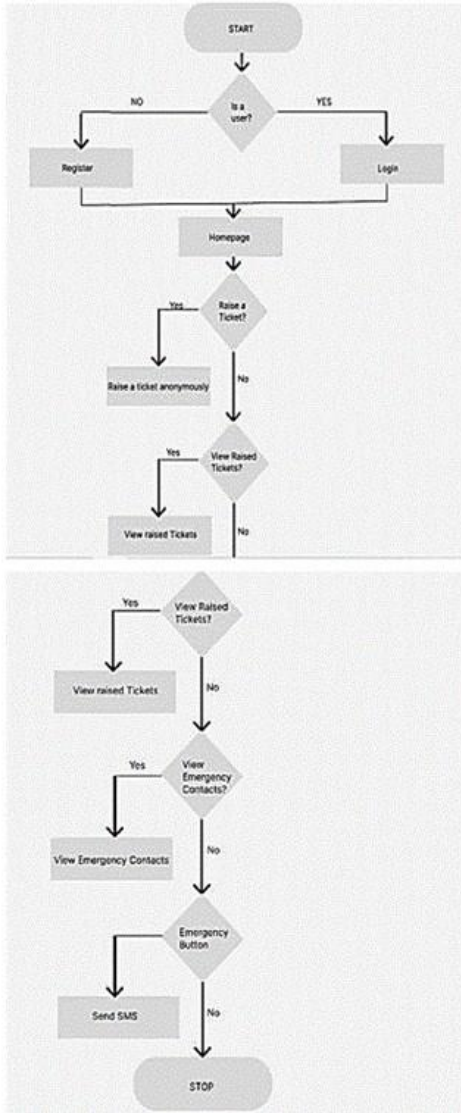 START
Is a
user?
NO
YES
Register
Login
Homepage
Raise a
Ticket?
Yes
Raise a ticket anonymously
No
View Raised
Tickets?
Yes
View raised Tickets
No
View Raised
Tickets?
Yes
View raised Tickets
No
View
Emergency
Contacts?
Yes
View Emergency Contacts
No
Emergency
Button
Send SMS
No
STOP